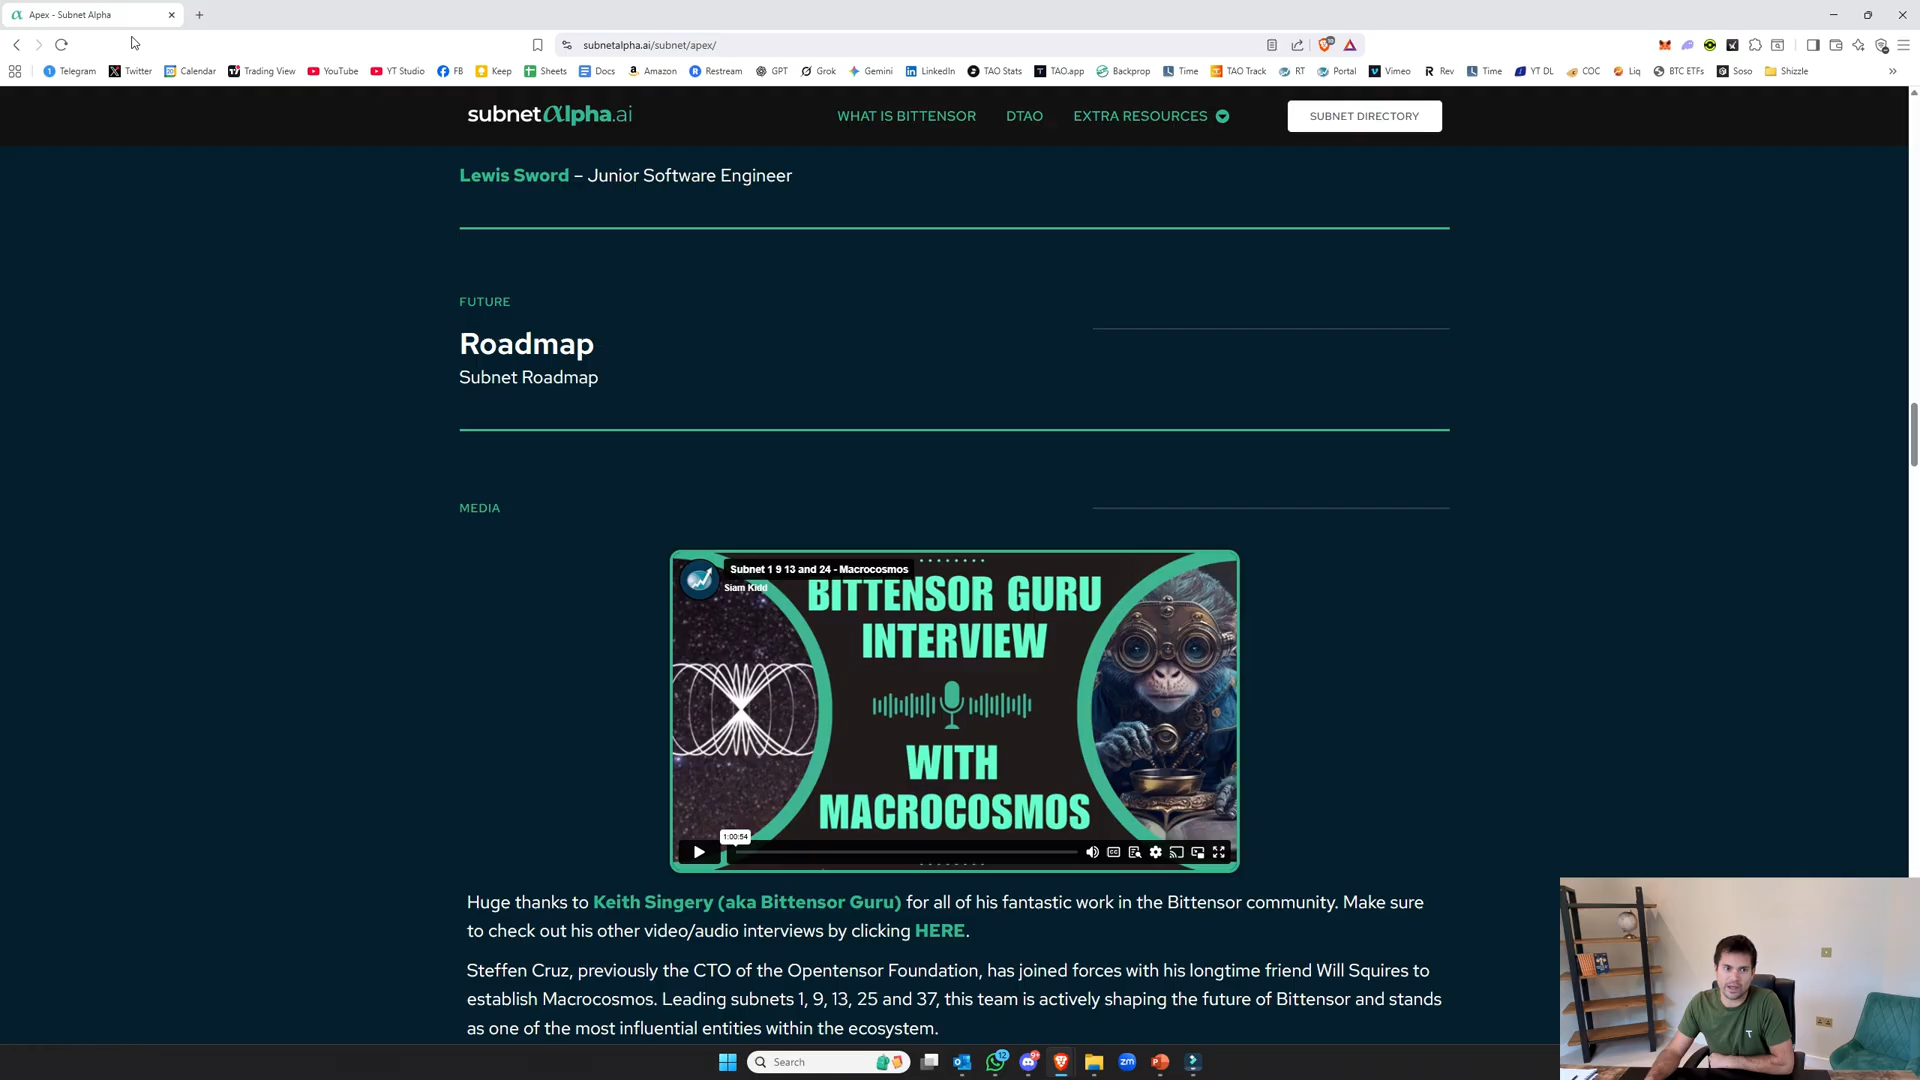 Apex - Subnet Alpha
subnetalpha.ai/subnet/apex/
Telegram
Twitter
Calendar
Trading View
YouTube
YT Studio
FB
Keep
Sheets
Docs
Amazon
Restream
GPT
Grok
Gemini
LinkedIn
TAO Stats
TAO.app
Backprop
Time
TAO Track
RT
Portal
Vimeo
Rev
Time
YT DL
COC
Liq
BTC ETFs
Soso
Shizzle
subnetαlpha.ai
WHAT IS BITTENSOR
DTAO
EXTRA RESOURCES
SUBNET DIRECTORY
Lewis Sword – Junior Software Engineer
FUTURE
Roadmap
Subnet Roadmap
MEDIA
Subnet 1 9 13 and 24 - Macrocosmos
Siam Kidd
BITTENSOR GURU
INTERVIEW
WITH
MACROCOSMOS
1:00:54
Huge thanks to Keith Singery (aka Bittensor Guru) for all of his fantastic work in the Bittensor community. Make sure
to check out his other video/audio interviews by clicking HERE.
Steffen Cruz, previously the CTO of the Opentensor Foundation, has joined forces with his longtime friend Will Squires to
establish Macrocosmos. Leading subnets 1, 9, 13, 25 and 37, this team is actively shaping the future of Bittensor and stands
as one of the most influential entities within the ecosystem.
Search